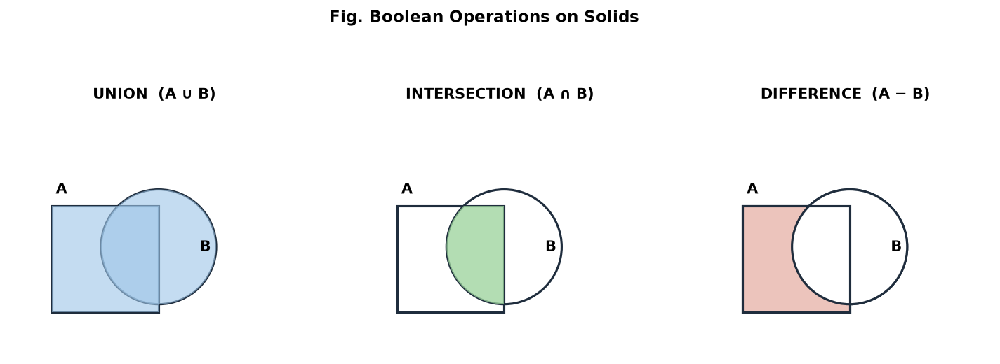 Fig. Boolean Operations on Solids
UNION (A ∪ B)
INTERSECTION (A ∩ B)
DIFFERENCE (A − B)
A
B
A
B
A
B